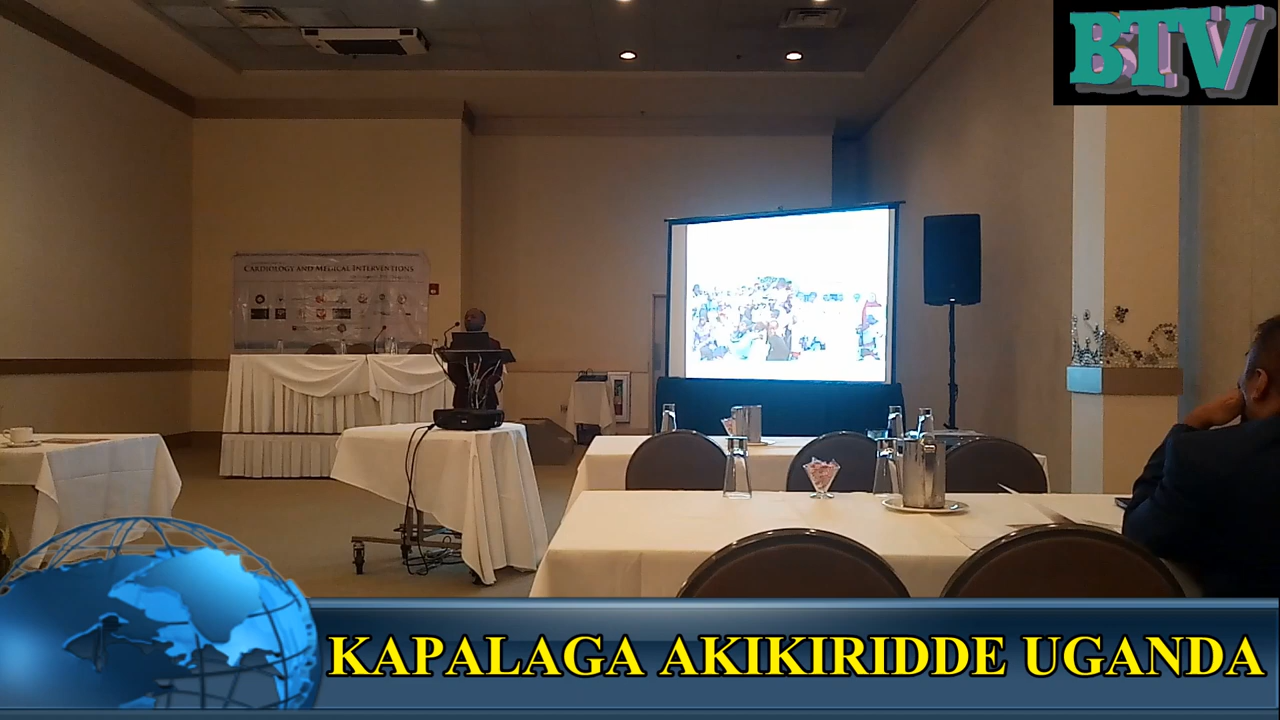 BTV
CARDIOLOGY AND MEDICAL INTERVENTIONS
KAPALAGA AKIKIRIDDE UGANDA